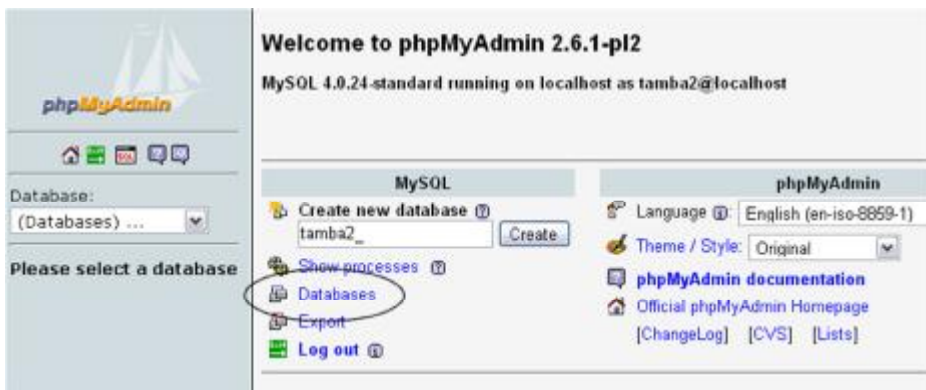 phpMyAdmin
Database:
(Databases) ...
Please select a database
Welcome to phpMyAdmin 2.6.1-pl2
MySQL 4.0.24-standard running on localhost as tamba2@localhost
MySQL
Create new database
tamba2_
Create
Show processes
Databases
Export
Log out
phpMyAdmin
Language
English (en-iso-8859-1)
Theme / Style:
Original
phpMyAdmin documentation
Official phpMyAdmin Homepage
[ChangeLog] [CVS] [Lists]